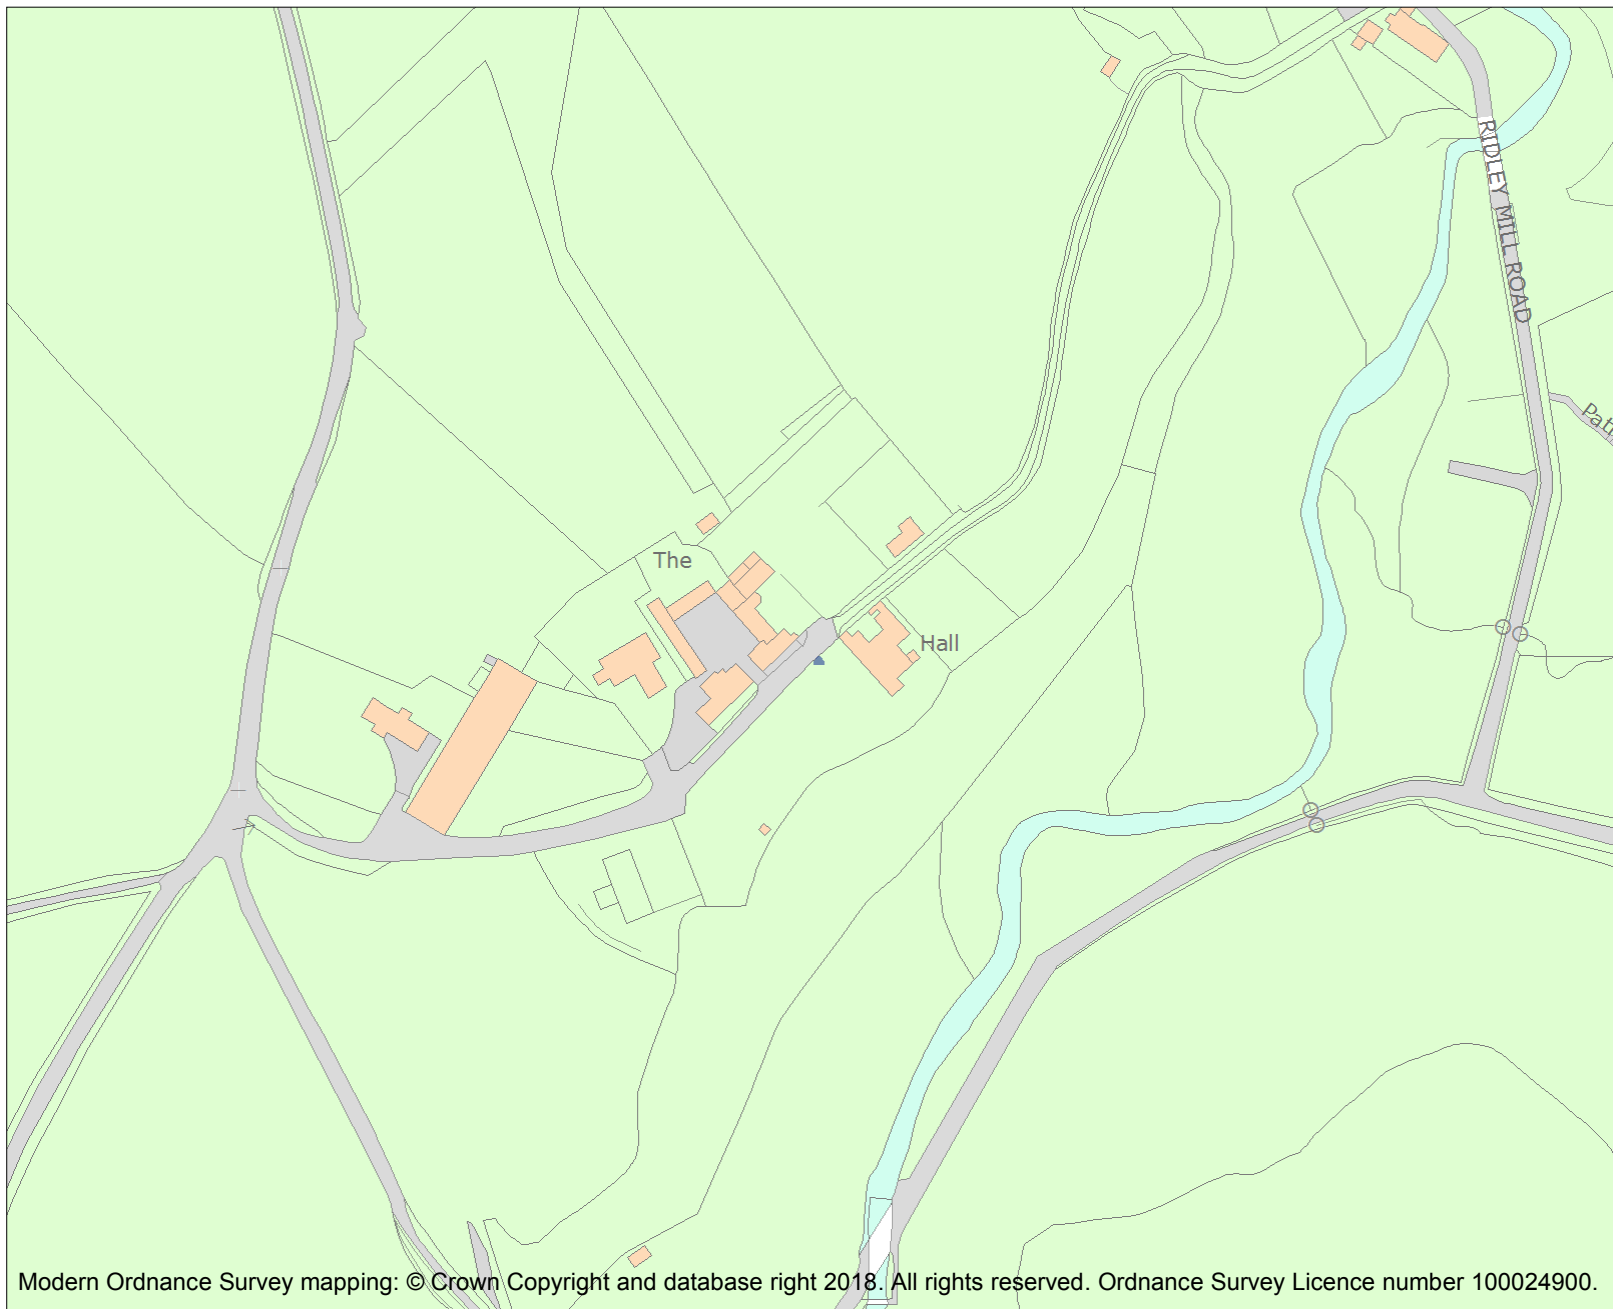 RIDLEY MILL ROAD
The
Hall
Modern Ordnance Survey mapping: © Crown Copyright and database right 2018. All rights reserved. Ordnance Survey Licence number 100024900.